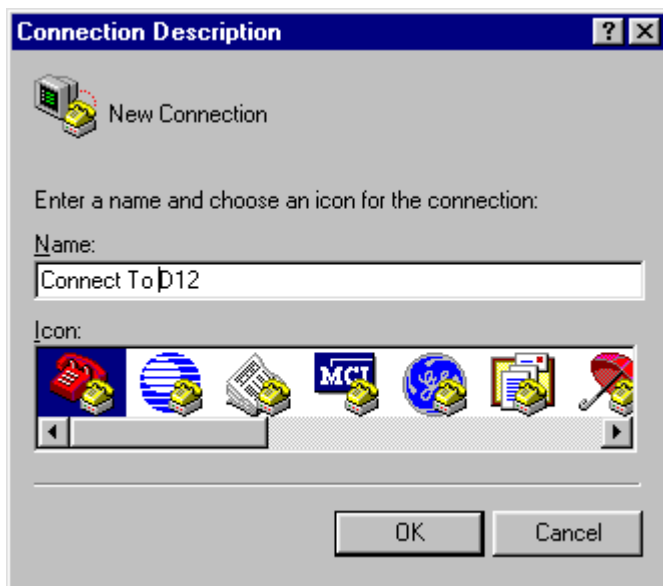 Connection Description
New Connection
Enter a name and choose an icon for the connection:
Name:
Connect To D12
Icon:
MCI
OK Cancel